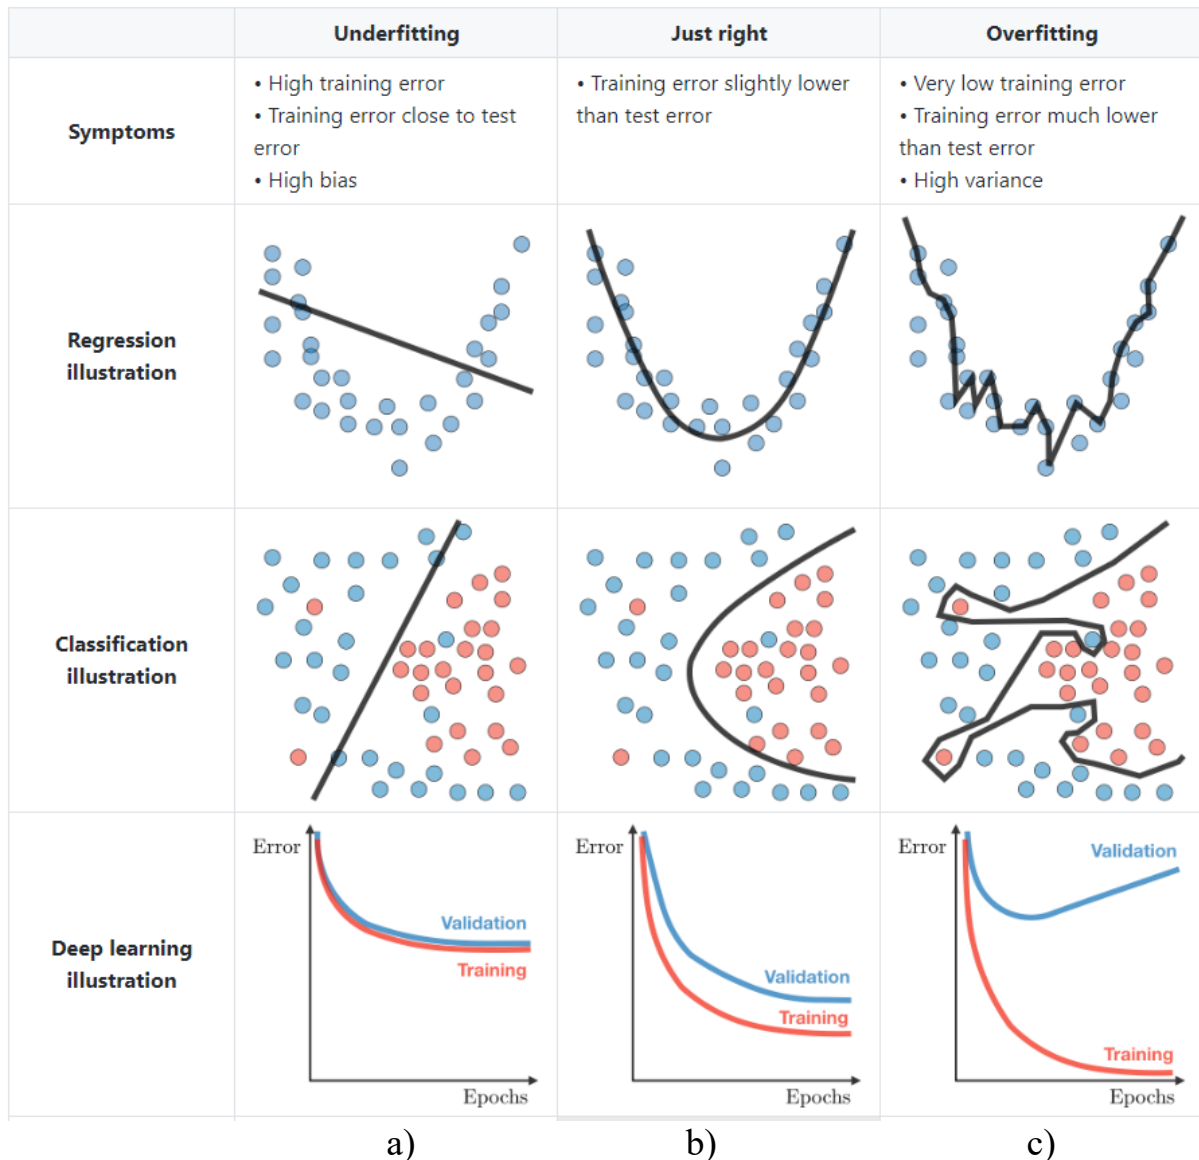 Underfitting
Just right
Overfitting
Symptoms
• High training error
• Training error close to test
error
• High bias
• Training error slightly lower
than test error
• Very low training error
• Training error much lower
than test error
• High variance
Regression
illustration
Classification
illustration
Deep learning
illustration
Error
Validation
Training
Epochs
Error
Validation
Training
Epochs
Error
Validation
Training
Epochs
a)
b)
c)